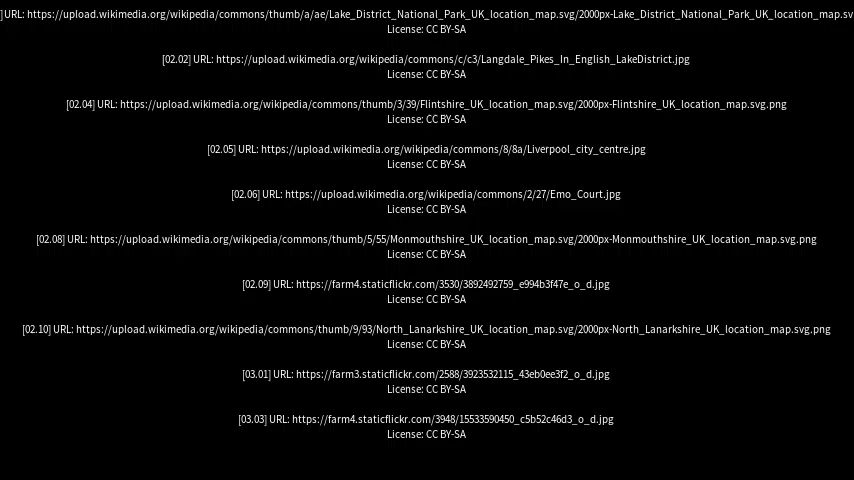 ]URL: https://upload.wikimedia.org/wikipedia/commons/thumb/a/ae/Lake_District_National_Park_UK_location_map.svg/2000px-Lake_District_National_Park_UK_location_map.sv
License: CC BY-SA
[02.02] URL: https://upload.wikimedia.org/wikipedia/commons/c/c3/Langdale_Pikes_In_English_LakeDistrict.jpg
License: CC BY-SA
[02.04] URL: https://upload.wikimedia.org/wikipedia/commons/thumb/3/39/Flintshire_UK_location_map.svg/2000px-Flintshire_UK_location_map.svg.png
License: CC BY-SA
[02.05] URL: https://upload.wikimedia.org/wikipedia/commons/8/8a/Liverpool_city_centre.jpg
License: CC BY-SA
[02.06] URL: https://upload.wikimedia.org/wikipedia/commons/2/27/Emo_Court.jpg
License: CC BY-SA
[02.08] URL: https://upload.wikimedia.org/wikipedia/commons/thumb/5/55/Monmouthshire_UK_location_map.svg/2000px-Monmouthshire_UK_location_map.svg.png
License: CC BY-SA
[02.09] URL: https://farm4.staticflickr.com/3530/3892492759_e994b3f47e_o_d.jpg
License: CC BY-SA
[02.10] URL: https://upload.wikimedia.org/wikipedia/commons/thumb/9/93/North_Lanarkshire_UK_location_map.svg/2000px-North_Lanarkshire_UK_location_map.svg.png
License: CC BY-SA
[03.01] URL: https://farm3.staticflickr.com/2588/3923532115_43eb0ee3f2_o_d.jpg
License: CC BY-SA
[03.03] URL: https://farm4.staticflickr.com/3948/15533590450_c5b52c46d3_o_d.jpg
License: CC BY-SA